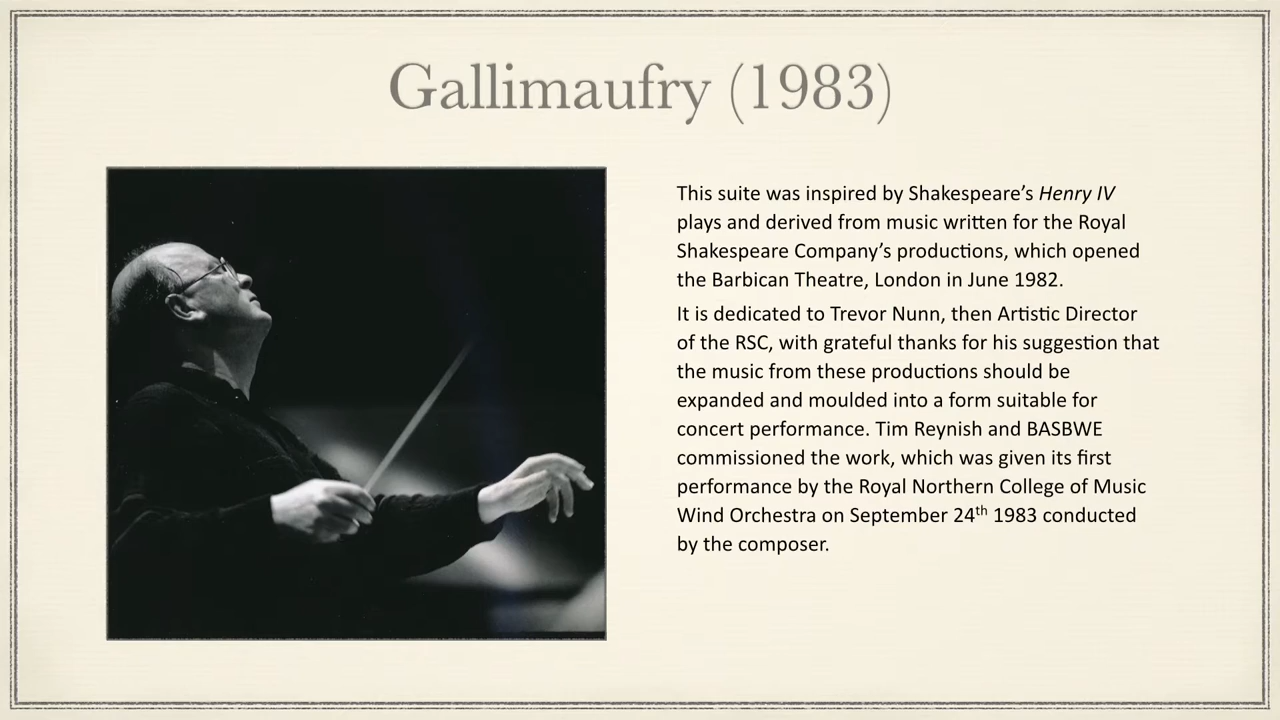 Gallimaufry (1983)
This suite was inspired by Shakespeare’s Henry IV
plays and derived from music written for the Royal
Shakespeare Company’s productions, which opened
the Barbican Theatre, London in June 1982.
It is dedicated to Trevor Nunn, then Artistic Director
of the RSC, with grateful thanks for his suggestion that
the music from these productions should be
expanded and moulded into a form suitable for
concert performance. Tim Reynish and BASBWE
commissioned the work, which was given its first
performance by the Royal Northern College of Music
Wind Orchestra on September 24th 1983 conducted
by the composer.